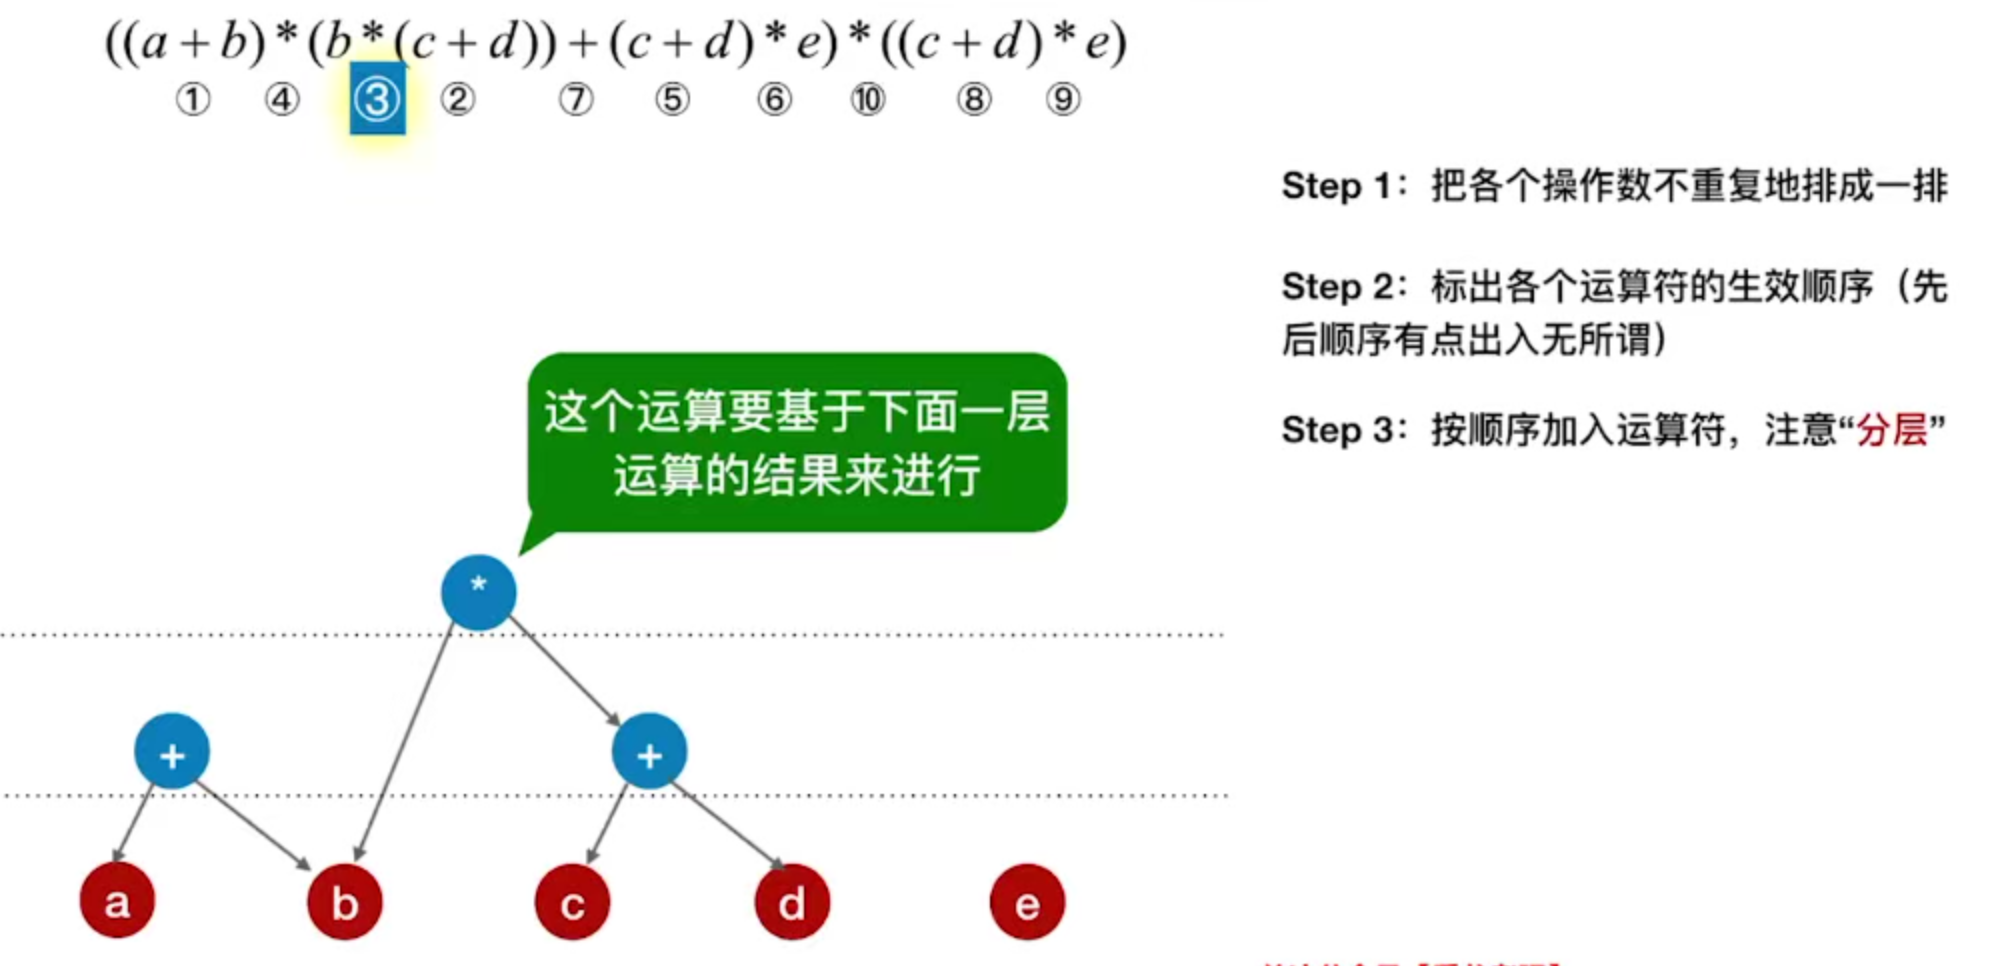 ((a+b)*(b*(c+d))+(c+d)*e)*((c+d)*e)
① ④ ③ ② ⑦ ⑤ ⑥ ⑩ ⑧ ⑨
Step 1：把各个操作数不重复地排成一排
Step 2：标出各个运算符的生效顺序（先
后顺序有点出入无所谓）
Step 3：按顺序加入运算符，注意“分层”
这个运算要基于下面一层
运算的结果来进行
*
+ +
a b c d e